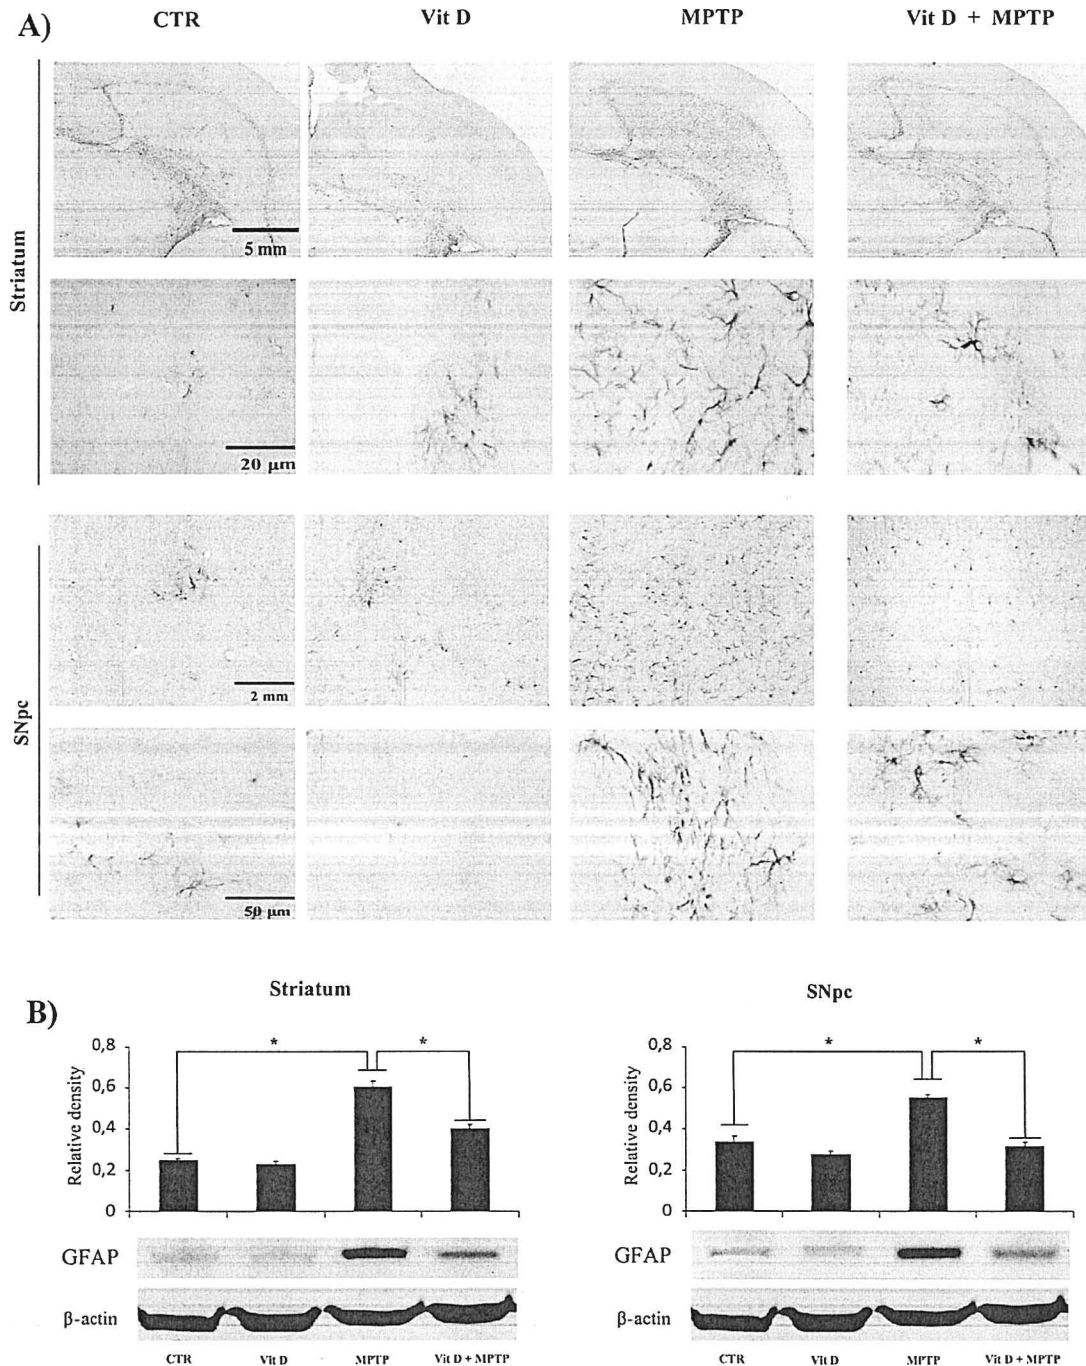 A)
CTR Vit D MPTP Vit D + MPTP
Striatum
5 mm
20 µm
SNpc
2 mm
50 µm
B)
Striatum
Relative density
0,8
0,6
0,4
0,2
0
* *
GFAP
β-actin
CTR Vit D MPTP Vit D + MPTP
SNpc
Relative density
0,8
0,6
0,4
0,2
0
* *
GFAP
β-actin
CTR Vit D MPTP Vit D + MPTP